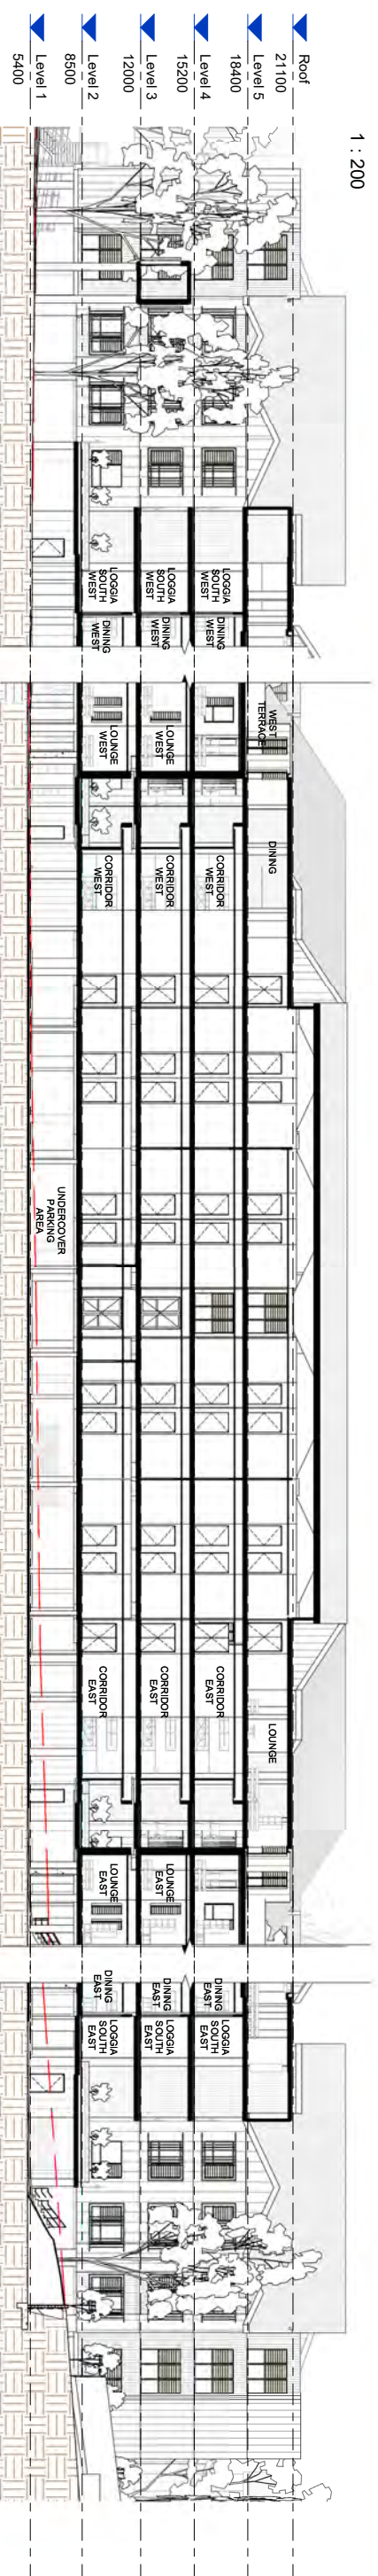 1 : 200
Roof
21100
Level 5
18400
Level 4
15200
Level 3
12000
Level 2
8500
Level 1
5400
LOGGIA
SOUTH
WEST
DINING
WEST
LOGGIA
SOUTH
WEST
DINING
WEST
LOGGIA
SOUTH
WEST
DINING
WEST
WEST
TERRACE
DINING
LOUNGE
WEST
LOUNGE
WEST
CORRIDOR
WEST
CORRIDOR
WEST
CORRIDOR
WEST
UNDERCOVER
PARKING
AREA
LOUNGE
CORRIDOR
EAST
CORRIDOR
EAST
CORRIDOR
EAST
LOUNGE
EAST
LOUNGE
EAST
DINING
EAST
LOGGIA
SOUTH
EAST
DINING
EAST
LOGGIA
SOUTH
EAST
DINING
EAST
LOGGIA
SOUTH
EAST